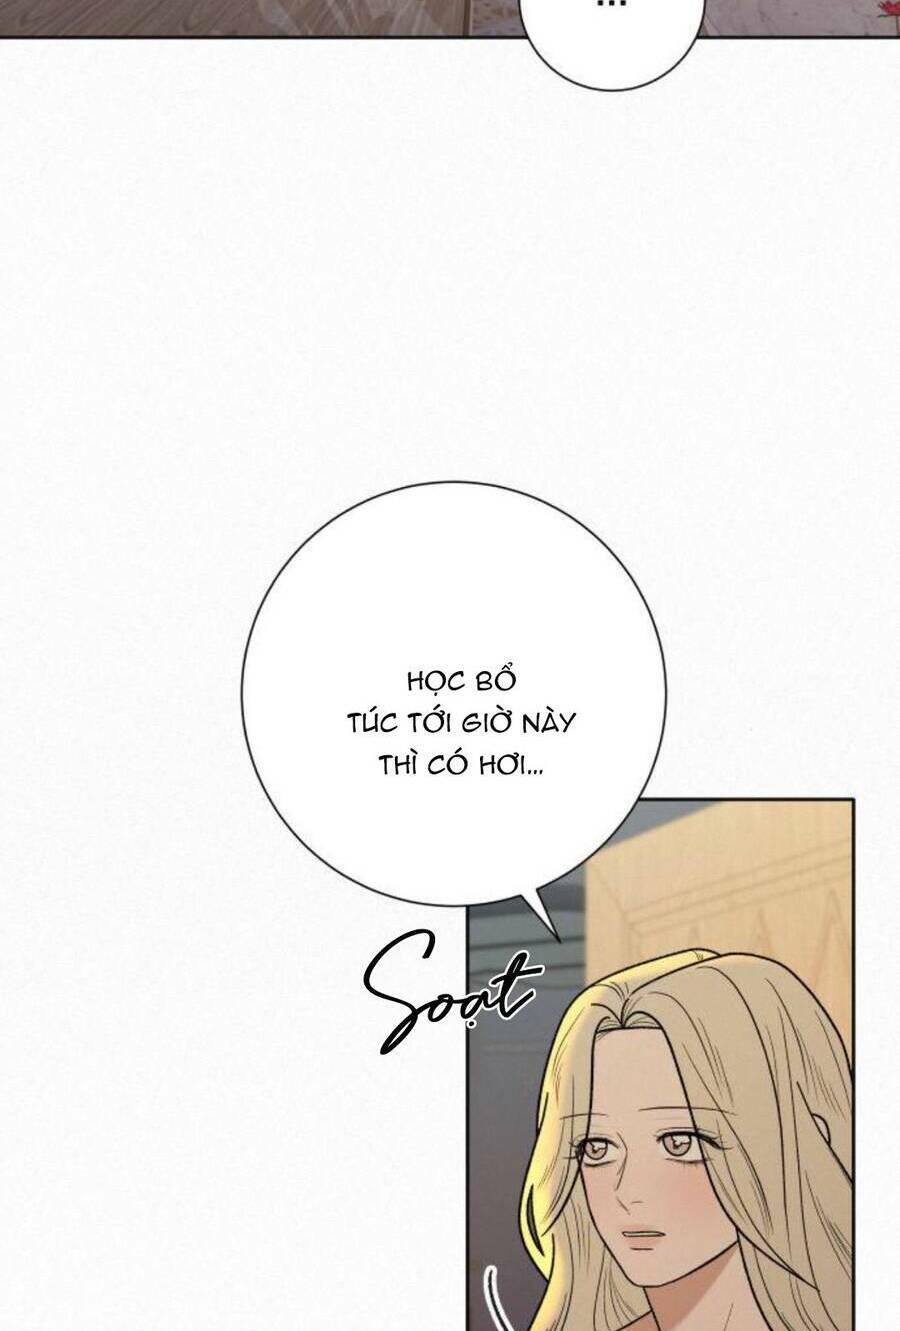 ...
HỌC BỔ
TÚC TỚI GIỜ NÀY
THÌ CÓ HƠI...
Soạt